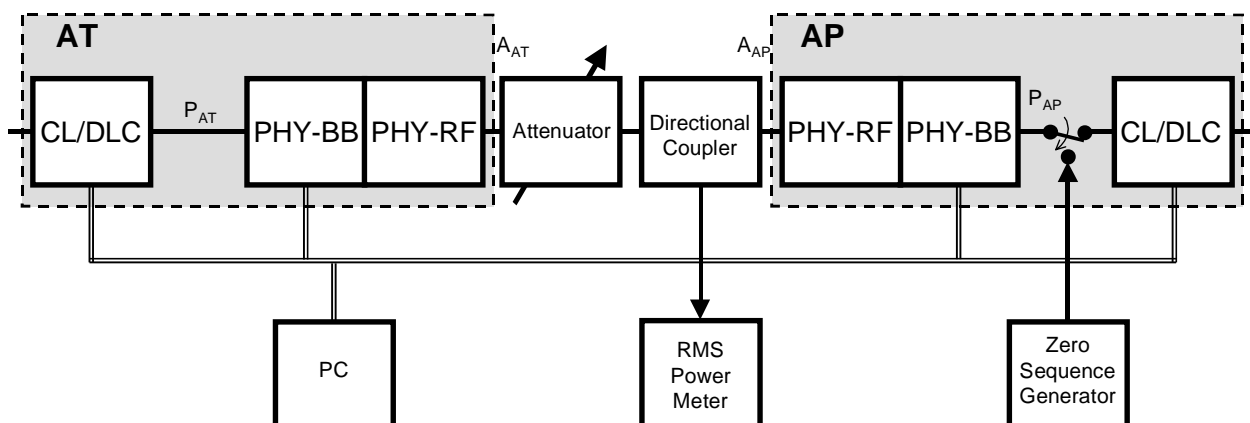 AT
AP
A_AT
A_AP
P_AT
P_AP
CL/DLC
PHY-BB
PHY-RF
Attenuator
Directional
Coupler
PHY-RF
PHY-BB
CL/DLC
PC
RMS
Power
Meter
Zero
Sequence
Generator